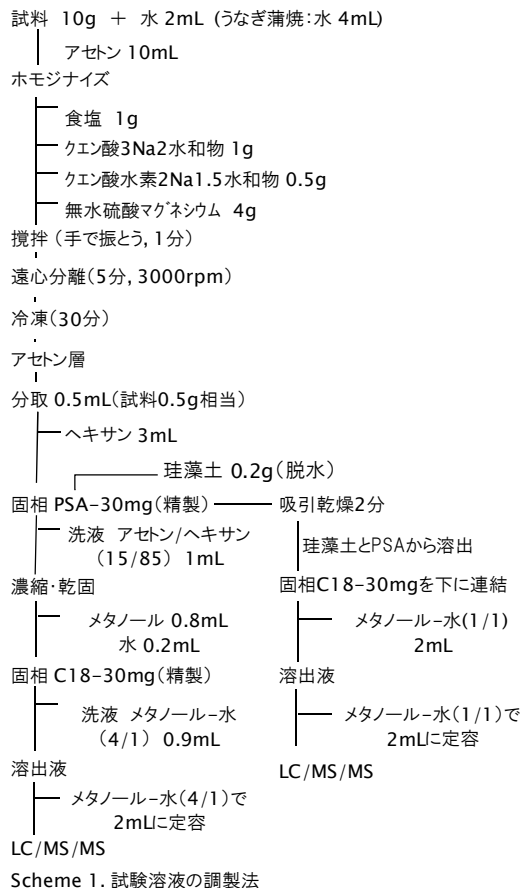 試料 10g ＋ 水 2mL (うなぎ蒲焼：水 4mL)
アセトン 10mL
ホモジナイズ
食塩 1g
クエン酸3Na2水和物 1g
クエン酸水素2Na1.5水和物 0.5g
無水硫酸マグネシウム 4g
撹拌（手で振とう, 1分）
遠心分離（5分, 3000rpm）
冷凍（30分）
アセトン層
分取 0.5mL（試料0.5g相当）
ヘキサン 3mL
珪藻土 0.2g（脱水）
固相 PSA-30mg（精製）
洗液 アセトン/ヘキサン
（15/85） 1mL
濃縮・乾固
メタノール 0.8mL
水 0.2mL
固相 C18-30mg（精製）
洗液 メタノール-水
（4/1） 0.9mL
溶出液
メタノール-水（4/1）で
2mLに定容
LC/MS/MS
吸引乾燥2分
珪藻土とPSAから溶出
固相C18-30mgを下に連結
メタノール-水(1/1)
2mL
溶出液
メタノール-水（1/1）で
2mLに定容
LC/MS/MS
Scheme 1. 試験溶液の調製法